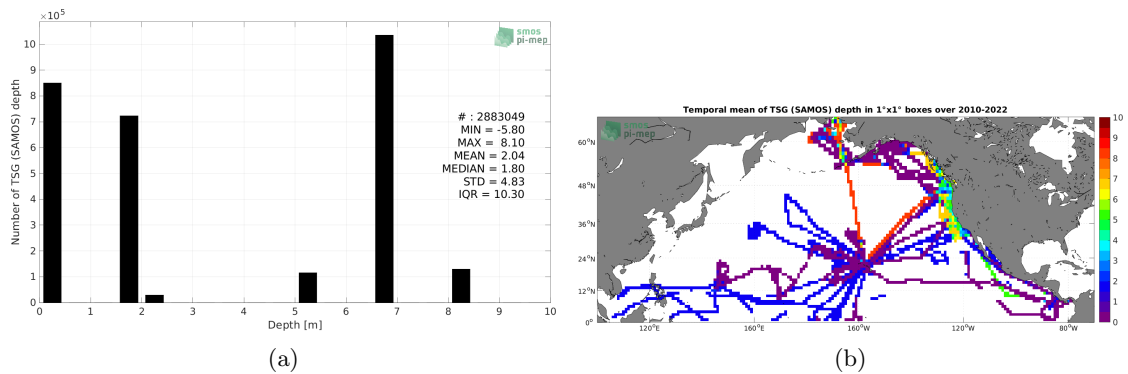 ×10⁵
smos
pi-mep
10
9
8
7
6
5
4
3
2
1
0
Number of TSG (SAMOS) depth
# : 2883049
MIN = -5.80
MAX = 8.10
MEAN = 2.04
MEDIAN = 1.80
STD = 4.83
IQR = 10.30
0 1 2 3 4 5 6 7 8 9 10
Depth [m]
(a)
Temporal mean of TSG (SAMOS) depth in 1°x1° boxes over 2010-2022
smos
pi-mep
60°N
48°N
36°N
24°N
12°N
0°
120°E 160°E 160°W 120°W 80°W
10
9
8
7
6
5
4
3
2
1
0
(b)